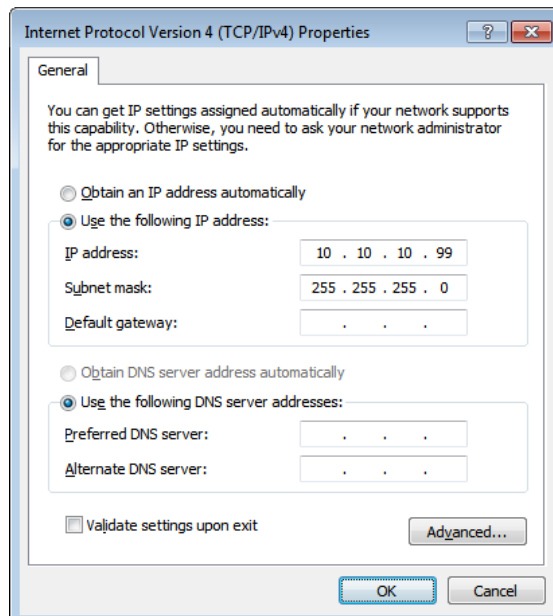 Internet Protocol Version 4 (TCP/IPv4) Properties
?
General
You can get IP settings assigned automatically if your network supports
this capability. Otherwise, you need to ask your network administrator
for the appropriate IP settings.
Obtain an IP address automatically
Use the following IP address:
IP address: 10 . 10 . 10 . 99
Subnet mask: 255 . 255 . 255 . 0
Default gateway: . . .
Obtain DNS server address automatically
Use the following DNS server addresses:
Preferred DNS server: . . .
Alternate DNS server: . . .
Validate settings upon exit
Advanced...
OK Cancel